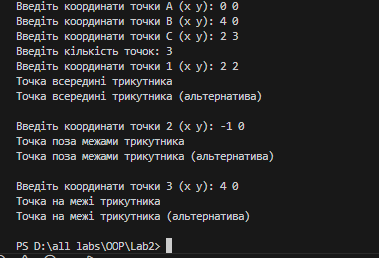 Введіть координати точки A (x y): 0 0
Введіть координати точки B (x y): 4 0
Введіть координати точки C (x y): 2 3
Введіть кількість точок: 3
Введіть координати точки 1 (x y): 2 2
Точка всередині трикутника
Точка всередині трикутника (альтернатива)
Введіть координати точки 2 (x y): -1 0
Точка поза межами трикутника
Точка поза межами трикутника (альтернатива)
Введіть координати точки 3 (x y): 4 0
Точка на межі трикутника
Точка на межі трикутника (альтернатива)
PS D:\all labs\OOP\Lab2>